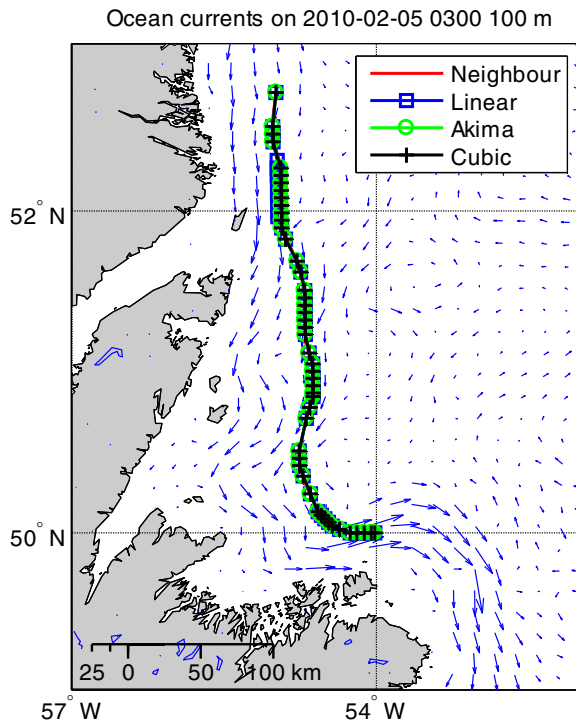 Ocean currents on 2010-02-05 0300 100 m
Neighbour
Linear
Akima
Cubic
52° N
50° N
25 0 50 100 km
57° W 54° W